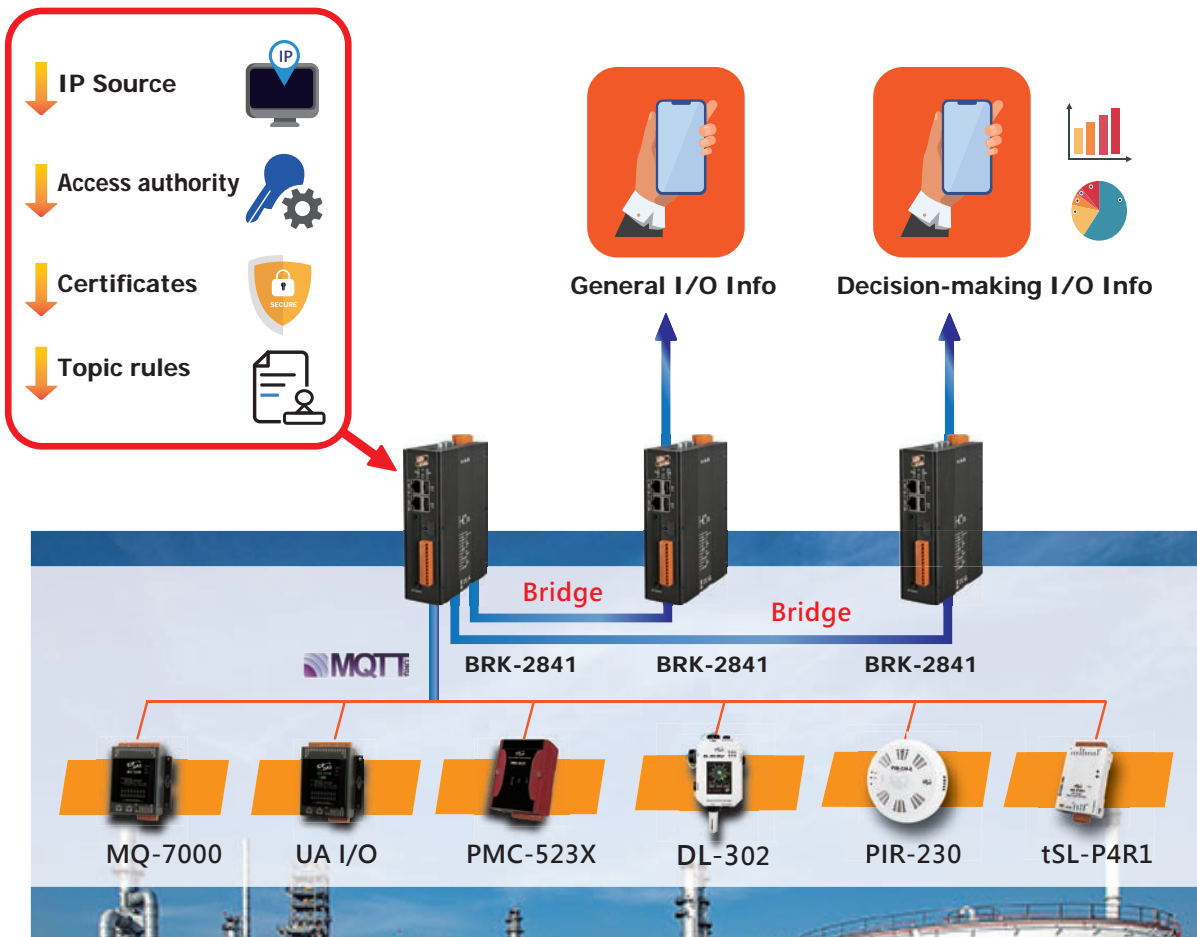 IP
IP Source
Access authority
Certificates
SECURE
Topic rules
General I/O Info
Decision-making I/O Info
Bridge
Bridge
MQTT
BRK-2841
BRK-2841
BRK-2841
MQ-7000
UA I/O
PMC-523X
DL-302
PIR-230
tSL-P4R1